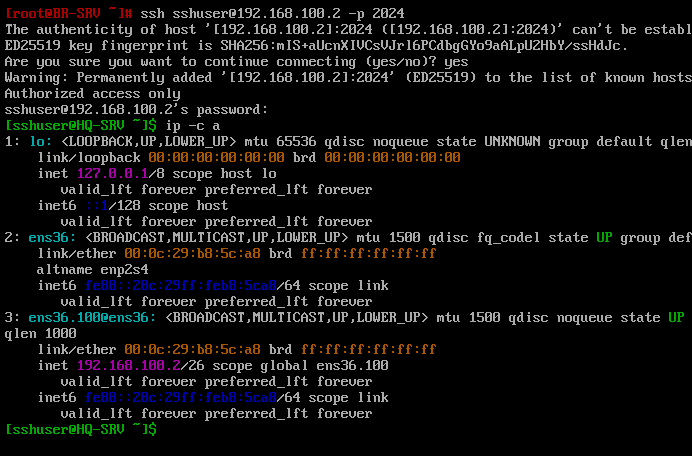 [root@BR-SRV ~]# ssh sshuser@192.168.100.2 -p 2024
The authenticity of host '[192.168.100.2]:2024 ([192.168.100.2]:2024)' can't be establ
ED25519 key fingerprint is SHA256:mIS+aUcnXIVCsVJrl6PCdbgGYo9aALpU2HbY/ssHdJc.
Are you sure you want to continue connecting (yes/no)? yes
Warning: Permanently added '[192.168.100.2]:2024' (ED25519) to the list of known hosts
Authorized access only
sshuser@192.168.100.2's password:
[sshuser@HQ-SRV ~]$ ip -c a
1: lo: <LOOPBACK,UP,LOWER_UP> mtu 65536 qdisc noqueue state UNKNOWN group default qlen
link/loopback 00:00:00:00:00:00 brd 00:00:00:00:00:00
inet 127.0.0.1/8 scope host lo
valid_lft forever preferred_lft forever
inet6 ::1/128 scope host
valid_lft forever preferred_lft forever
2: ens36: <BROADCAST,MULTICAST,UP,LOWER_UP> mtu 1500 qdisc fq_codel state UP group def
link/ether 00:0c:29:b8:5c:a8 brd ff:ff:ff:ff:ff:ff
altname enp2s4
inet6 fe80::20c:29ff:feb8:5ca8/64 scope link
valid_lft forever preferred_lft forever
3: ens36.100@ens36: <BROADCAST,MULTICAST,UP,LOWER_UP> mtu 1500 qdisc noqueue state UP
qlen 1000
link/ether 00:0c:29:b8:5c:a8 brd ff:ff:ff:ff:ff:ff
inet 192.168.100.2/26 scope global ens36.100
valid_lft forever preferred_lft forever
inet6 fe80::20c:29ff:feb8:5ca8/64 scope link
valid_lft forever preferred_lft forever
[sshuser@HQ-SRV ~]$